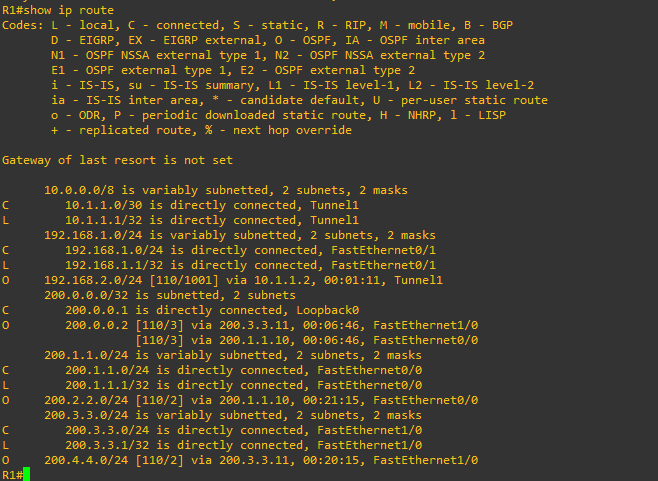 R1#show ip route
Codes: L - local, C - connected, S - static, R - RIP, M - mobile, B - BGP
       D - EIGRP, EX - EIGRP external, O - OSPF, IA - OSPF inter area
       N1 - OSPF NSSA external type 1, N2 - OSPF NSSA external type 2
       E1 - OSPF external type 1, E2 - OSPF external type 2
       i - IS-IS, su - IS-IS summary, L1 - IS-IS level-1, L2 - IS-IS level-2
       ia - IS-IS inter area, * - candidate default, U - per-user static route
       o - ODR, P - periodic downloaded static route, H - NHRP, l - LISP
       + - replicated route, % - next hop override

Gateway of last resort is not set

      10.0.0.0/8 is variably subnetted, 2 subnets, 2 masks
C        10.1.1.0/30 is directly connected, Tunnel1
L        10.1.1.1/32 is directly connected, Tunnel1
      192.168.1.0/24 is variably subnetted, 2 subnets, 2 masks
C        192.168.1.0/24 is directly connected, FastEthernet0/1
L        192.168.1.1/32 is directly connected, FastEthernet0/1
O     192.168.2.0/24 [110/1001] via 10.1.1.2, 00:01:11, Tunnel1
      200.0.0.0/32 is subnetted, 2 subnets
C        200.0.0.1 is directly connected, Loopback0
O        200.0.0.2 [110/3] via 200.3.3.11, 00:06:46, FastEthernet1/0
                   [110/3] via 200.1.1.10, 00:06:46, FastEthernet0/0
      200.1.1.0/24 is variably subnetted, 2 subnets, 2 masks
C        200.1.1.0/24 is directly connected, FastEthernet0/0
L        200.1.1.1/32 is directly connected, FastEthernet0/0
O     200.2.2.0/24 [110/2] via 200.1.1.10, 00:21:15, FastEthernet0/0
      200.3.3.0/24 is variably subnetted, 2 subnets, 2 masks
C        200.3.3.0/24 is directly connected, FastEthernet1/0
L        200.3.3.1/32 is directly connected, FastEthernet1/0
O     200.4.4.0/24 [110/2] via 200.3.3.11, 00:20:15, FastEthernet1/0
R1#